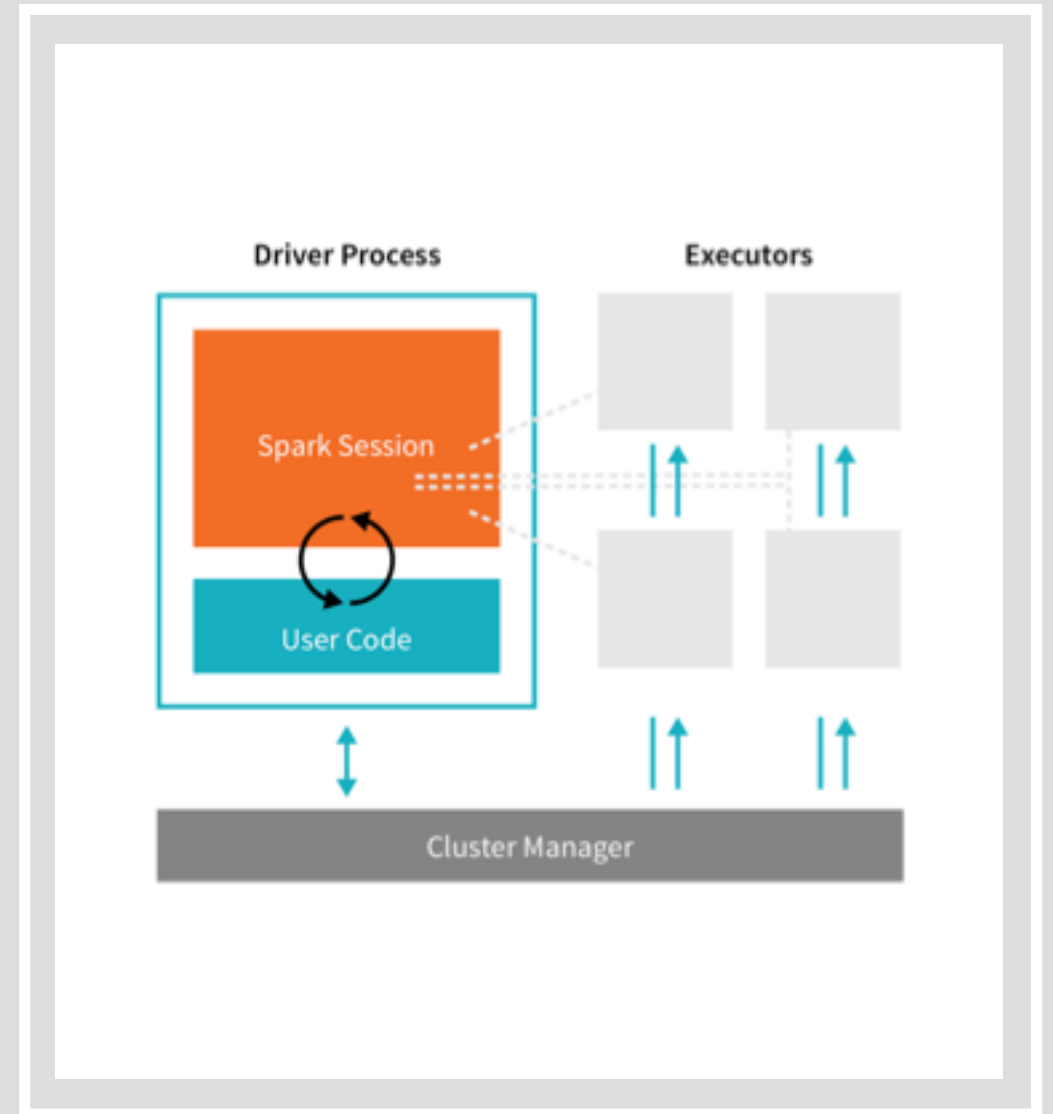 Driver Process
Executors
Spark Session
User Code
Cluster Manager